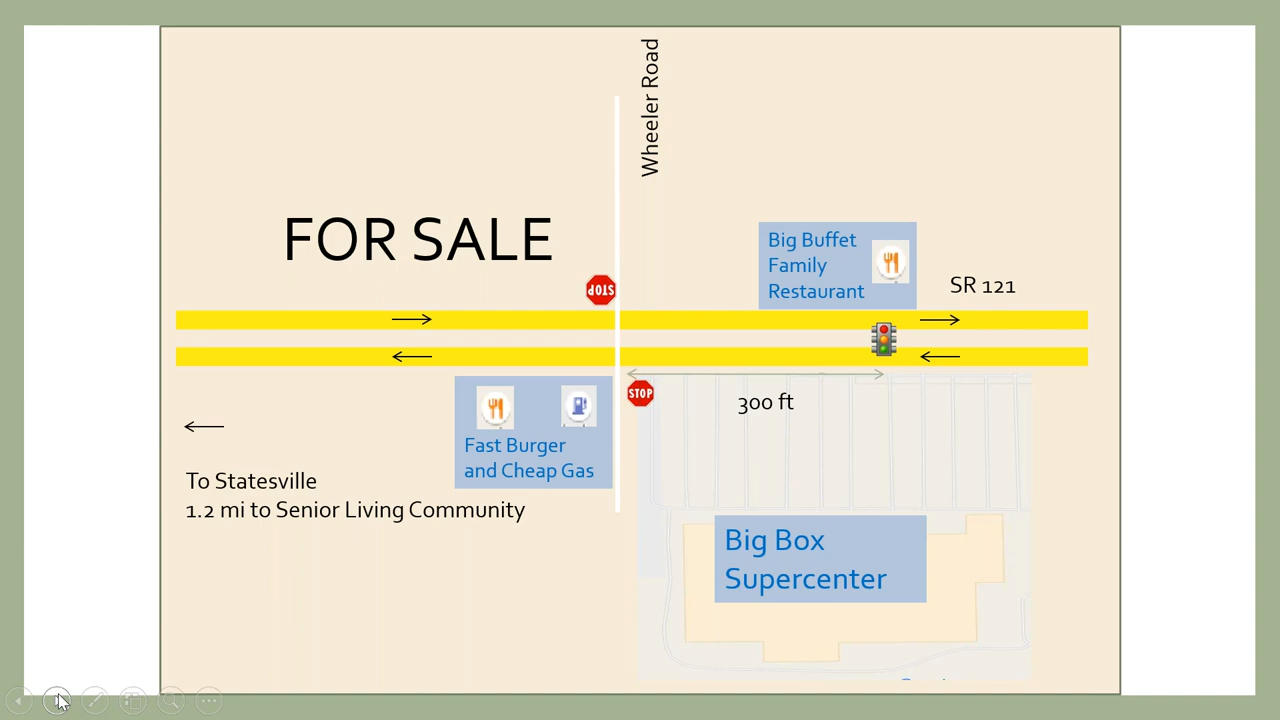 Wheeler Road
FOR SALE
Big Buffet
Family
Restaurant
SR 121
STOP
STOP
300 ft
Fast Burger
and Cheap Gas
To Statesville
1.2 mi to Senior Living Community
Big Box
Supercenter